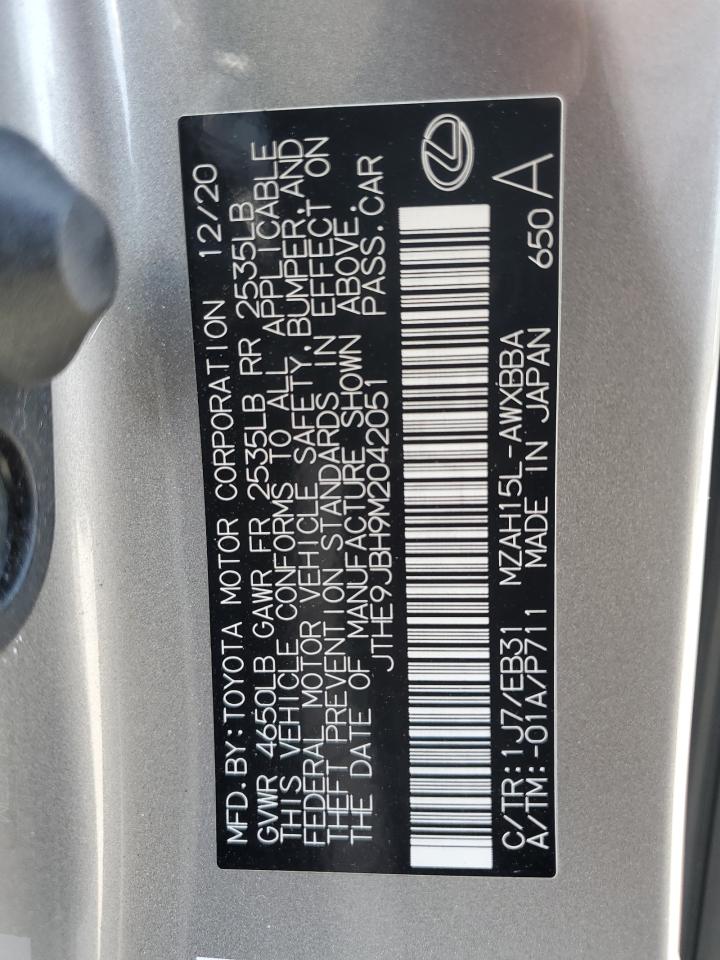 MFD.BY:TOYOTA MOTOR CORPORATION 12/20
GVWR 4650LB GAWR FR 2535LB RR 2535LB
THIS VEHICLE CONFORMS TO ALL APPLICABLE
FEDERAL MOTOR VEHICLE SAFETY,BUMPER,AND
THEFT PREVENTION STANDARDS IN EFFECT ON
THE DATE OF MANUFACTURE SHOWN ABOVE.
JTHE9JBH9M2042051 PASS.CAR
C/TR:1J7/EB31 MZAH15L-AWXBBA 650A
A/TM:-01A/P711 MADE IN JAPAN